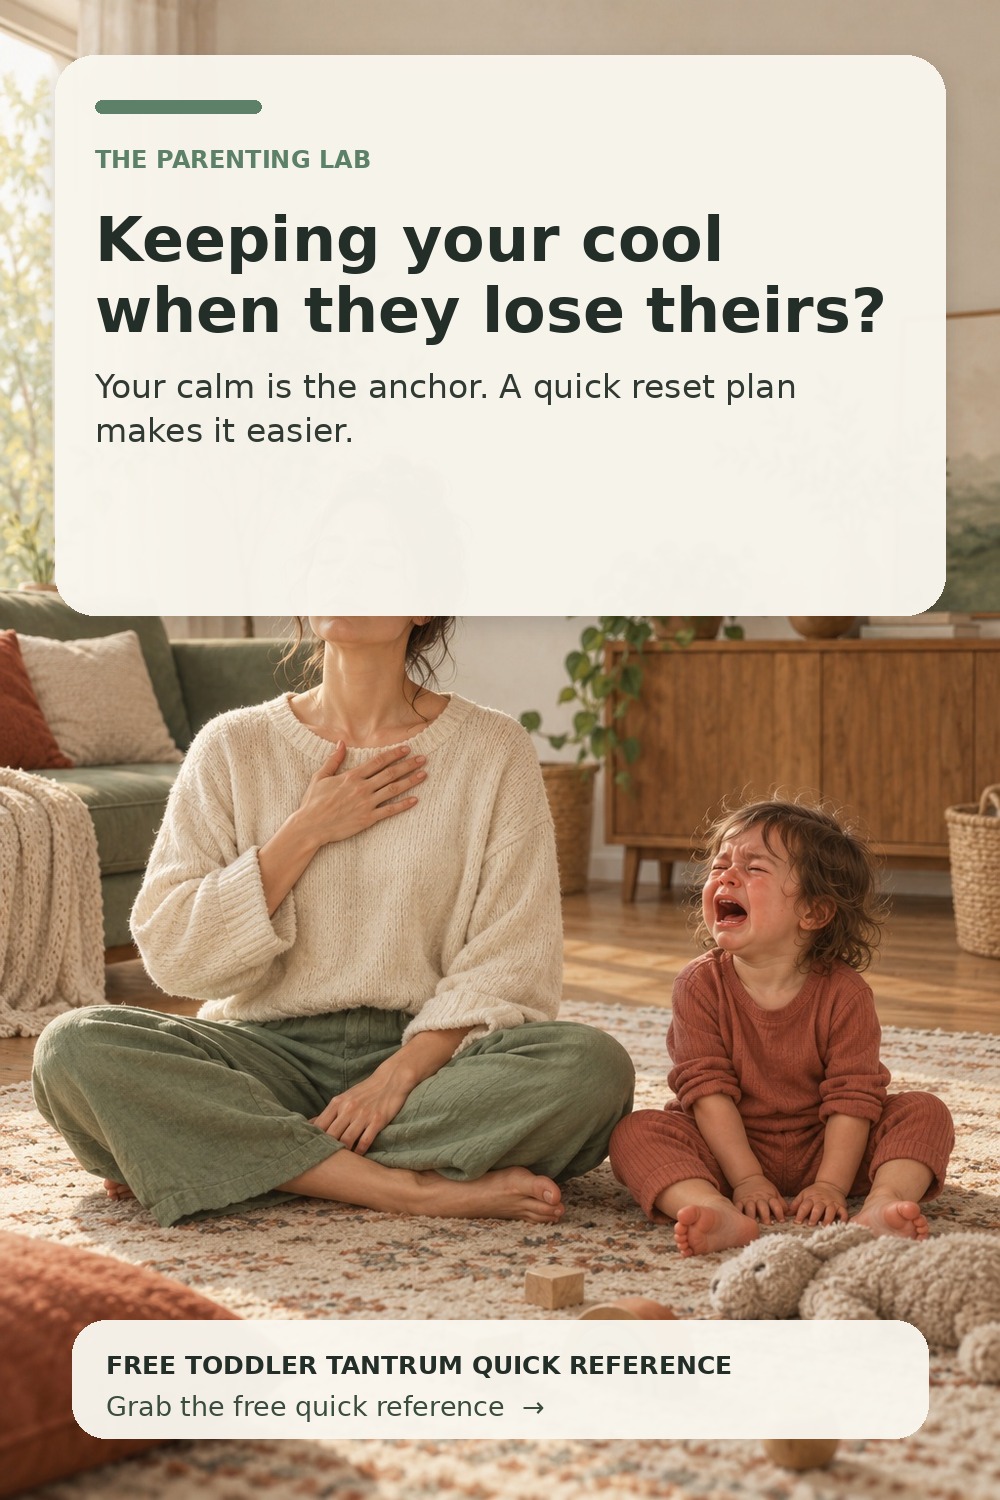 THE PARENTING LAB
Keeping your cool
when they lose theirs?
Your calm is the anchor. A quick reset plan
makes it easier.
FREE TODDLER TANTRUM QUICK REFERENCE
Grab the free quick reference →